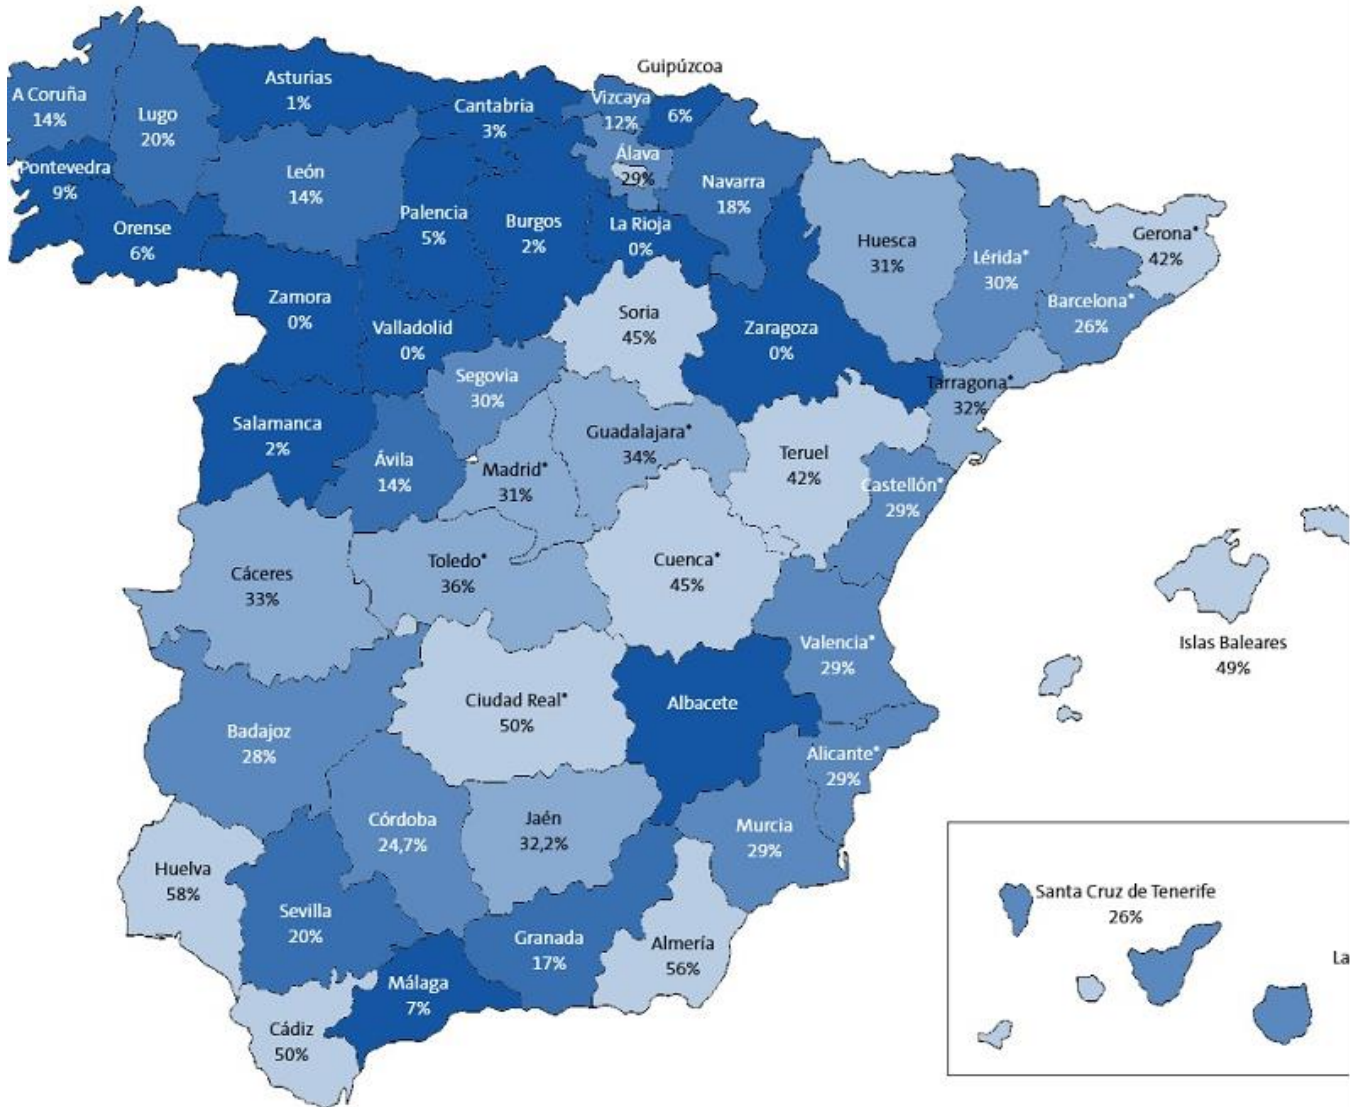 Guipúzcoa
6%
A Coruña
14%
Lugo
20%
Asturias
1%
Cantabria
3%
Vizcaya
12%
Álava
29%
Navarra
18%
Pontevedra
9%
Orense
6%
León
14%
Palencia
5%
Burgos
2%
La Rioja
0%
Huesca
31%
Lérida*
30%
Gerona*
42%
Barcelona*
26%
Zamora
0%
Valladolid
0%
Soria
45%
Zaragoza
0%
Segovia
30%
Tarragona*
32%
Salamanca
2%
Ávila
14%
Madrid*
31%
Guadalajara*
34%
Teruel
42%
Castellón*
29%
Cáceres
33%
Toledo*
36%
Cuenca*
45%
Valencia*
29%
Islas Baleares
49%
Badajoz
28%
Ciudad Real*
50%
Albacete
Alicante*
29%
Córdoba
24,7%
Jaén
32,2%
Murcia
29%
Huelva
58%
Sevilla
20%
Granada
17%
Almería
56%
Málaga
7%
Cádiz
50%
Santa Cruz de Tenerife
26%
La